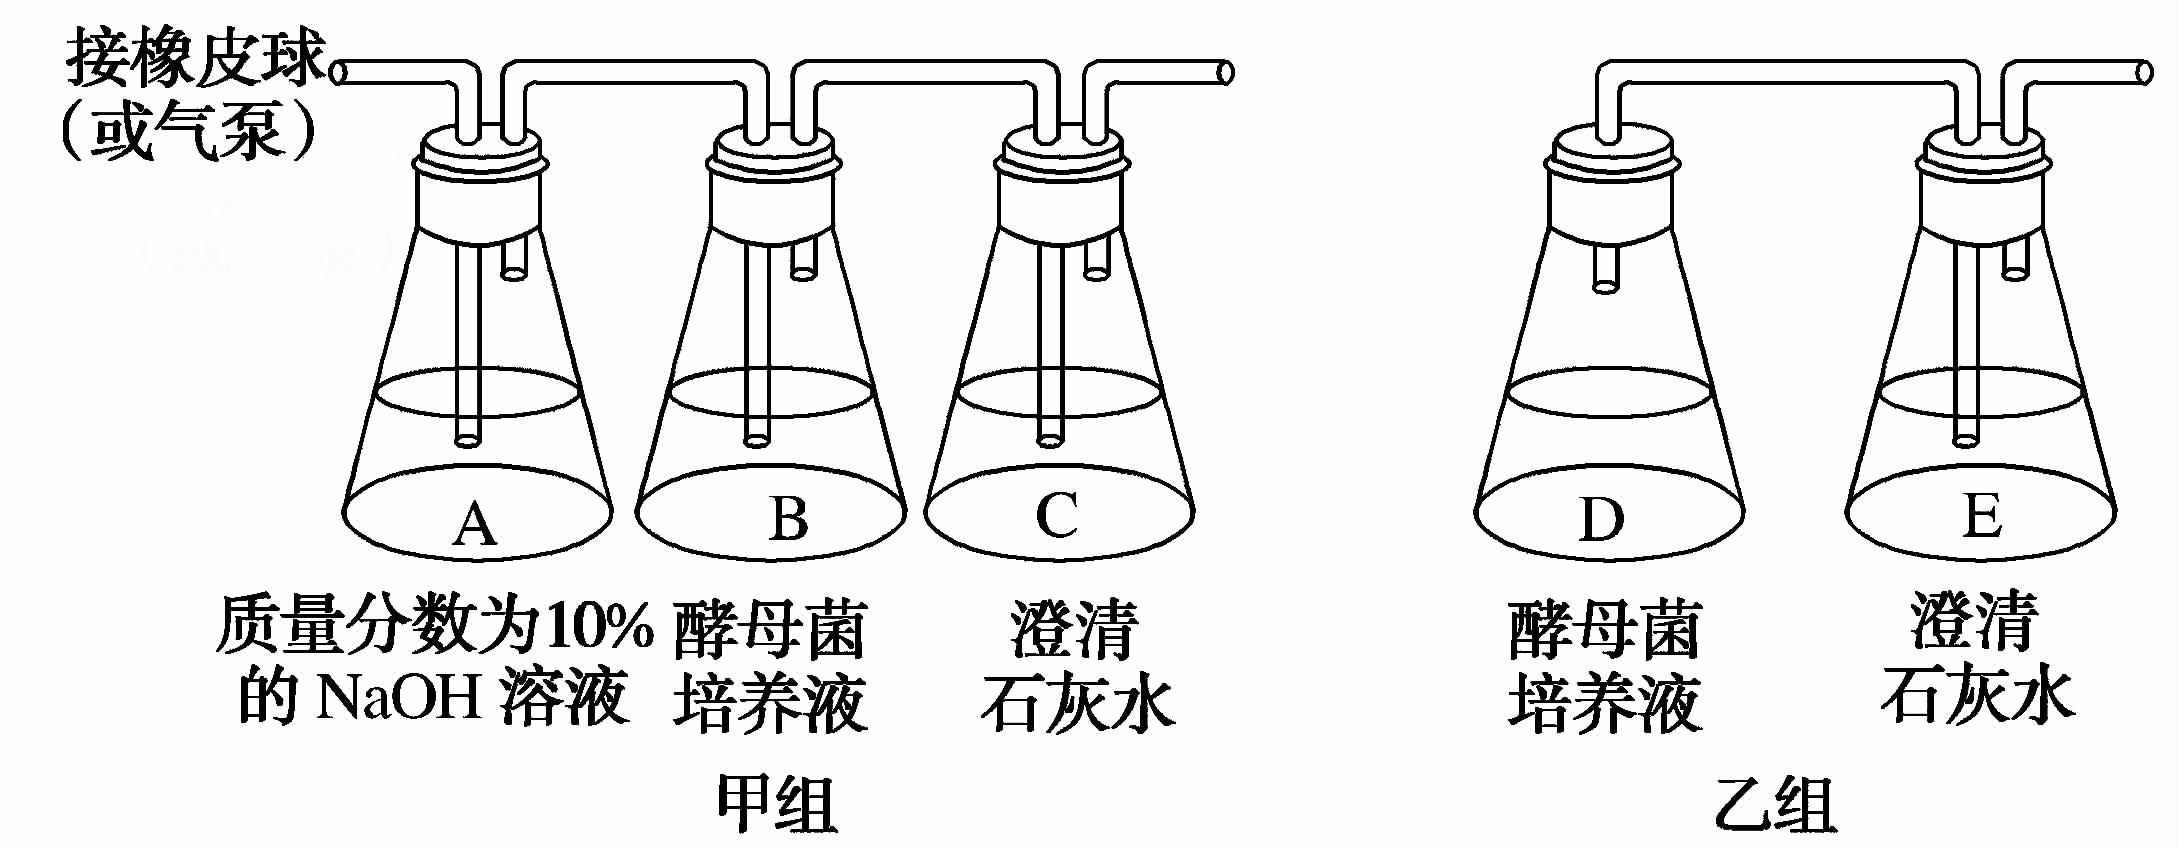 接橡皮球
（或气泵）
A
B
C
D
E
质量分数为10%
的 NaOH 溶液
酵母菌
培养液
澄清
石灰水
酵母菌
培养液
澄清
石灰水
甲组
乙组